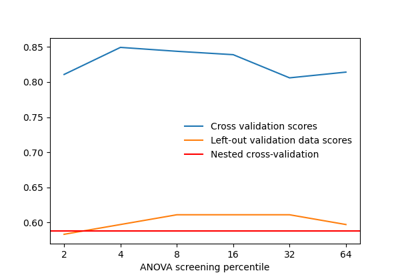 0.85
0.80
0.75
0.70
0.65
0.60
Cross validation scores
Left-out validation data scores
Nested cross-validation
2 4 8 16 32 64
ANOVA screening percentile